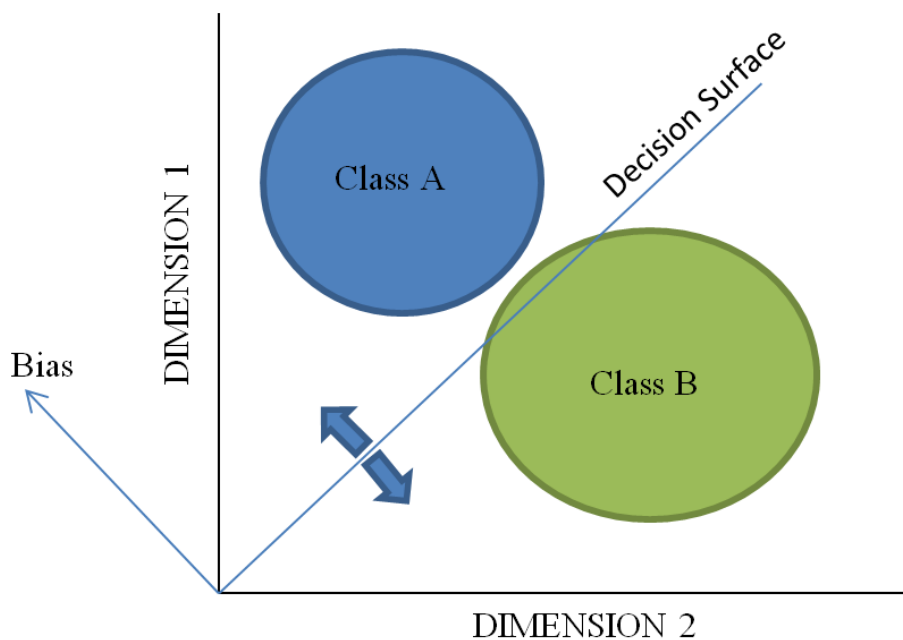 Decision Surface
Class A
DIMENSION 1
Bias
Class B
DIMENSION 2